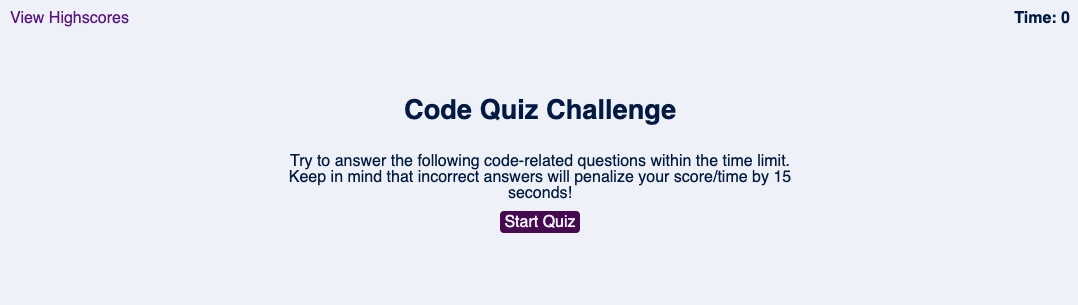 View Highscores
Time: 0
Code Quiz Challenge
Try to answer the following code-related questions within the time limit.
Keep in mind that incorrect answers will penalize your score/time by 15
seconds!
Start Quiz